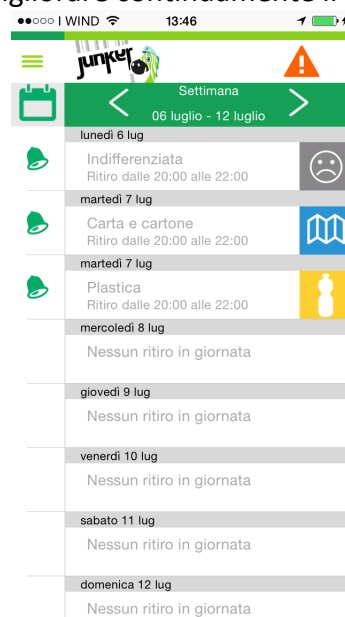 gliorare continuamente il
I WIND 13:46
junker
Settimana
06 luglio - 12 luglio
lunedì 6 lug
Indifferenziata
Ritiro dalle 20:00 alle 22:00
martedì 7 lug
Carta e cartone
Ritiro dalle 20:00 alle 22:00
martedì 7 lug
Plastica
Ritiro dalle 20:00 alle 22:00
mercoledì 8 lug
Nessun ritiro in giornata
giovedì 9 lug
Nessun ritiro in giornata
venerdì 10 lug
Nessun ritiro in giornata
sabato 11 lug
Nessun ritiro in giornata
domenica 12 lug
Nessun ritiro in giornata